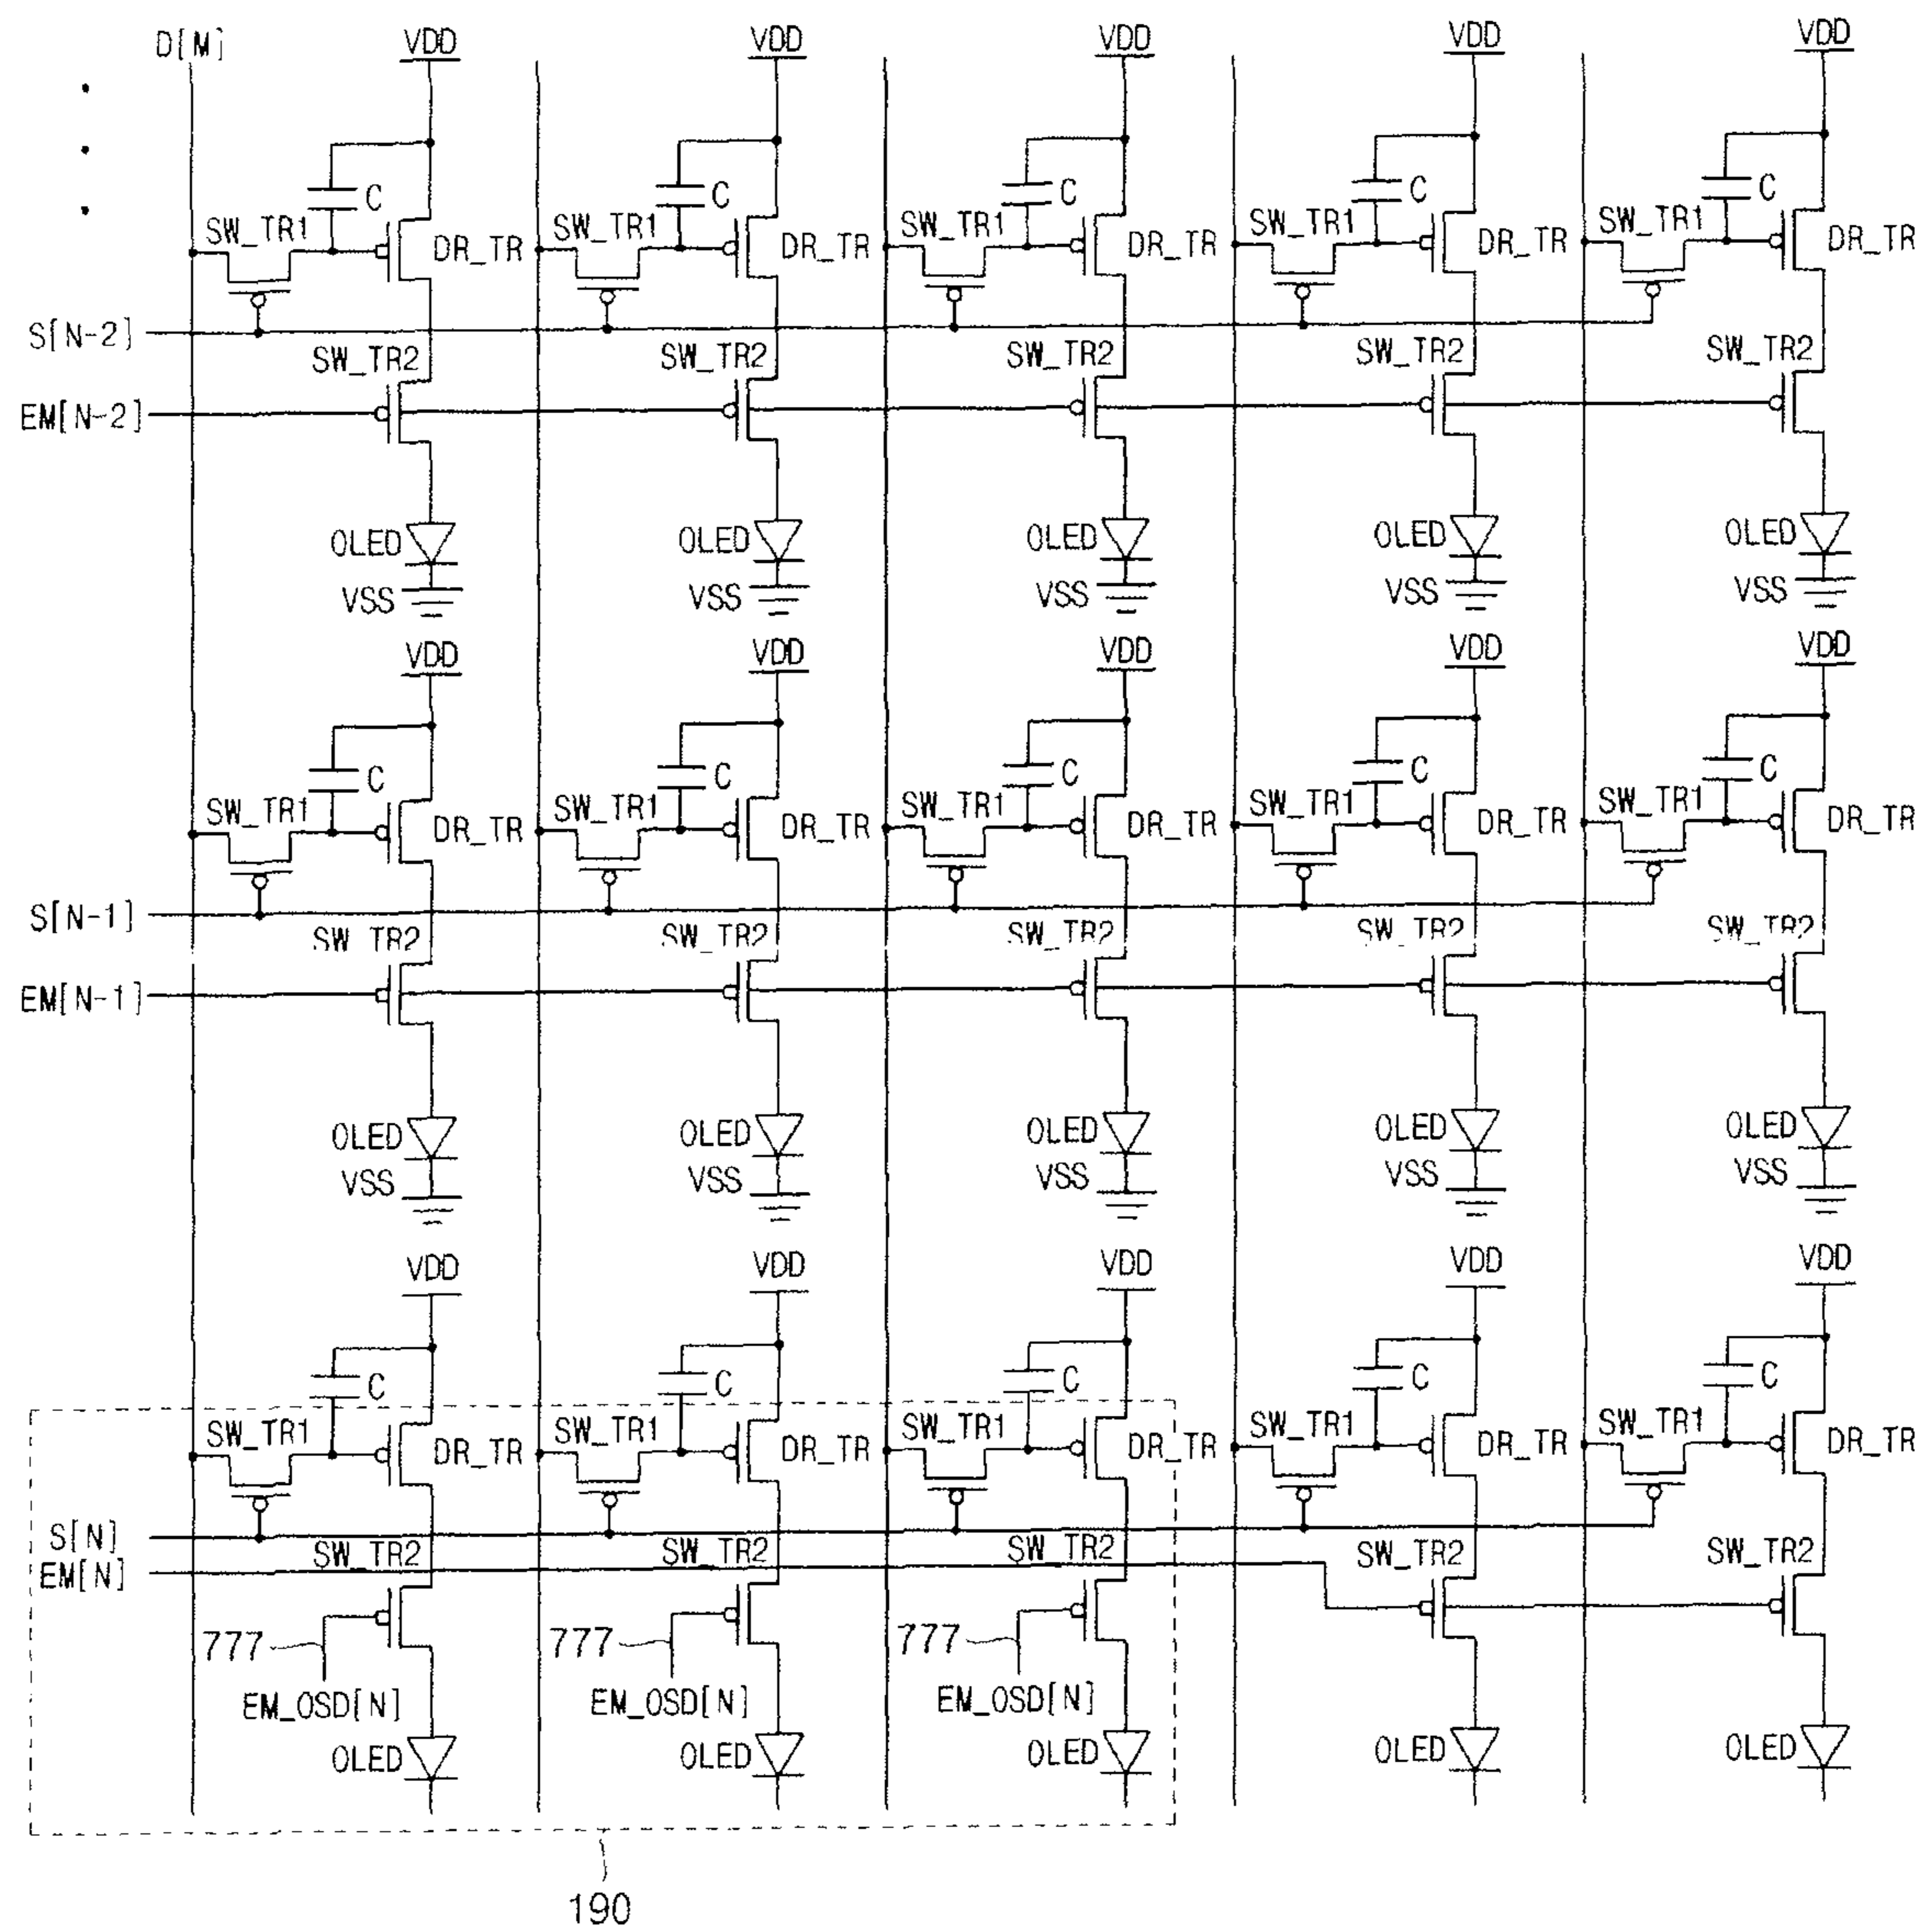 D[M] VDD VDD VDD VDD VDD
C C C C C
SW_TR1 DR_TR SW_TR1 DR_TR SW_TR1 DR_TR SW_TR1 DR_TR SW_TR1 DR_TR
S[N-2]
SW_TR2 SW_TR2 SW_TR2 SW_TR2 SW_TR2
EM[N-2]
OLED OLED OLED OLED OLED
VSS VSS VSS VSS VSS
VDD VDD VDD VDD VDD
C C C C C
SW_TR1 DR_TR SW_TR1 DR_TR SW_TR1 DR_TR SW_TR1 DR_TR SW_TR1 DR_TR
S[N-1]
SW_TR2 SW_TR2 SW_TR2 SW_TR2 SW_TR2
EM[N-1]
OLED OLED OLED OLED OLED
VSS VSS VSS VSS VSS
VDD VDD VDD VDD VDD
C C C C C
SW_TR1 DR_TR SW_TR1 DR_TR SW_TR1 DR_TR SW_TR1 DR_TR SW_TR1 DR_TR
S[N]
SW_TR2 SW_TR2 SW_TR2 SW_TR2 SW_TR2
EM[N]
777 777 777
EM_OSD[N] EM_OSD[N] EM_OSD[N]
OLED OLED OLED OLED OLED
190